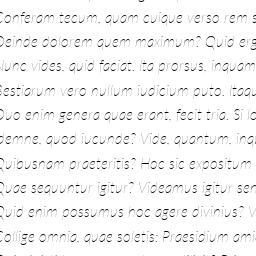 Conferam tecum, quam cuique verso rem s
Deinde dolorem quem maximum? Quid erg
Nunc vides, quid faciat. Ita prorsus, inquam
Bestiarum vero nullum iudicium puto. Itaqu
Duo enim genera quae erant, fecit tria. Si lo
demne, quod iucunde? Vide, quantum, inq
Quibusnam praeteritis? Hoc sic expositum
Quae sequuntur igitur? Videamus igitur sen
Quid enim possumus hoc agere divinius? V
Collige omnia, quae soletis: Praesidium ami